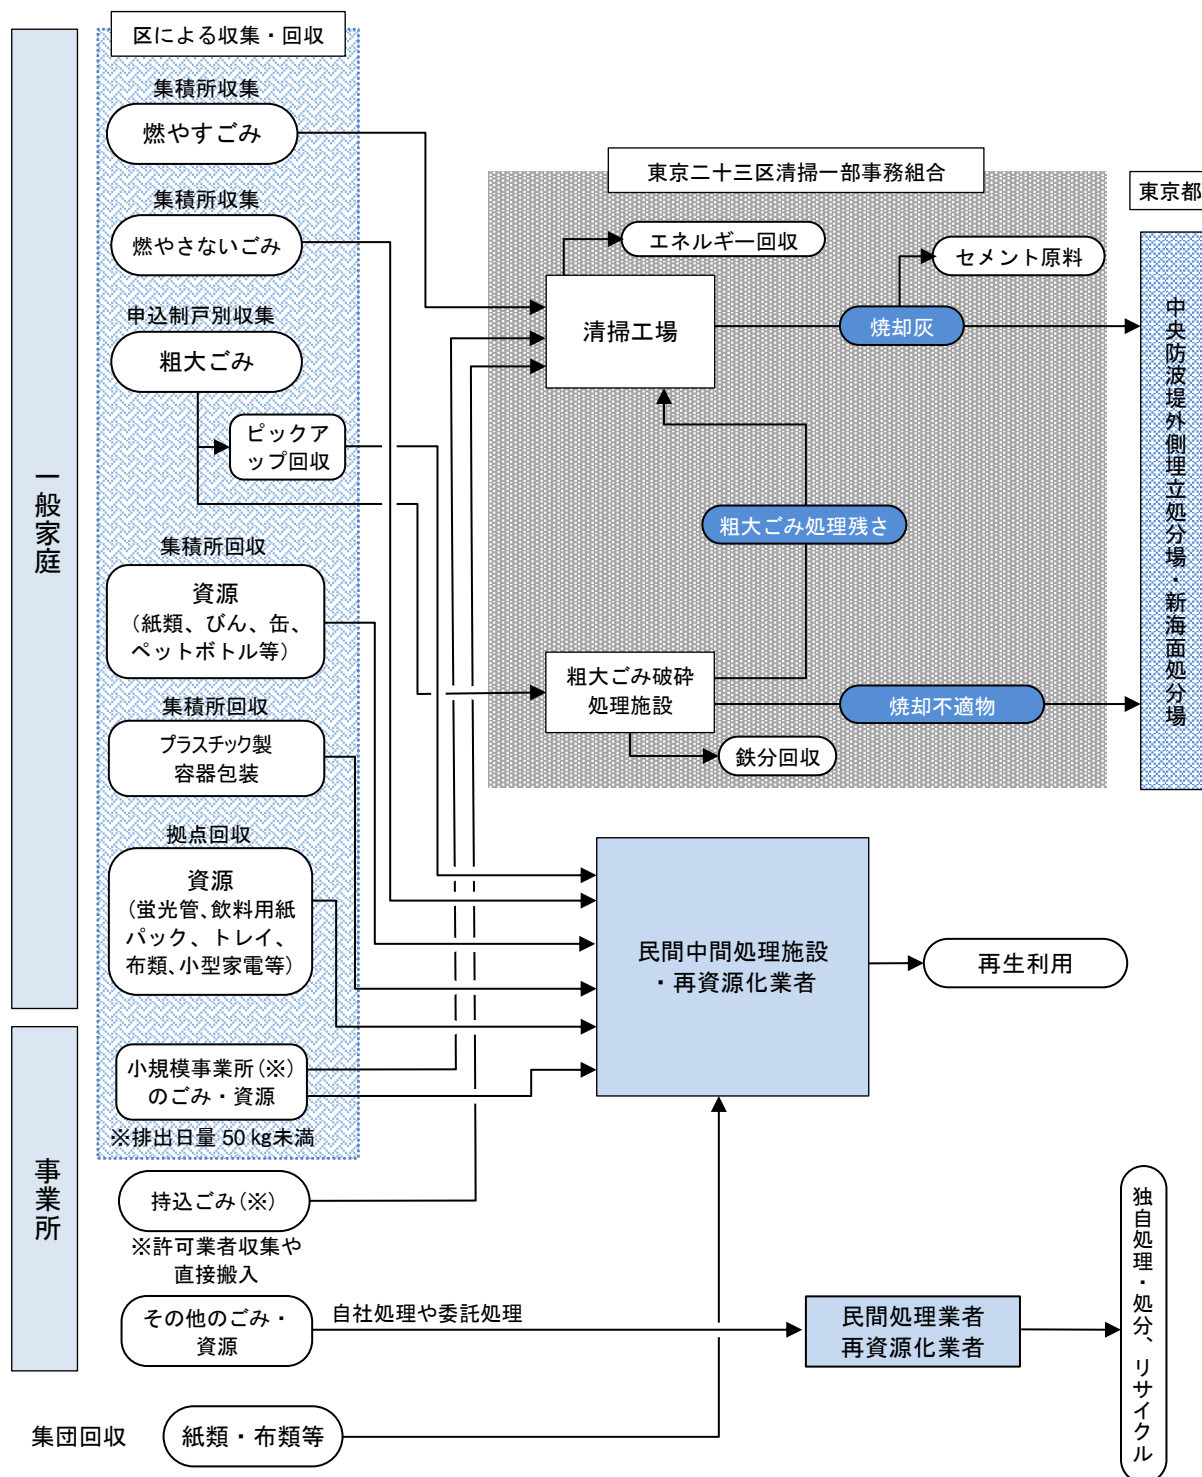 区による収集・回収
一般家庭
集積所収集
燃やすごみ
集積所収集
燃やさないごみ
申込制戸別収集
粗大ごみ
ピックア
ップ回収
集積所回収
資源
（紙類、びん、缶、
ペットボトル等）
集積所回収
プラスチック製
容器包装
拠点回収
資源
（蛍光管、飲料用紙
パック、トレイ、
布類、小型家電等）
事業所
小規模事業所（※）
のごみ・資源
※排出日量 50 kg未満
持込ごみ（※）
※許可業者収集や
直接搬入
その他のごみ・
資源
自社処理や委託処理
集団回収
紙類・布類等
東京二十三区清掃一部事務組合
エネルギー回収
清掃工場
焼却灰
セメント原料
粗大ごみ処理残さ
粗大ごみ破砕
処理施設
焼却不適物
鉄分回収
東京都
中央防波堤外側埋立処分場・新海面処分場
民間中間処理施設
・再資源化業者
再生利用
民間処理業者
再資源化業者
独自処理・処分、リサイクル